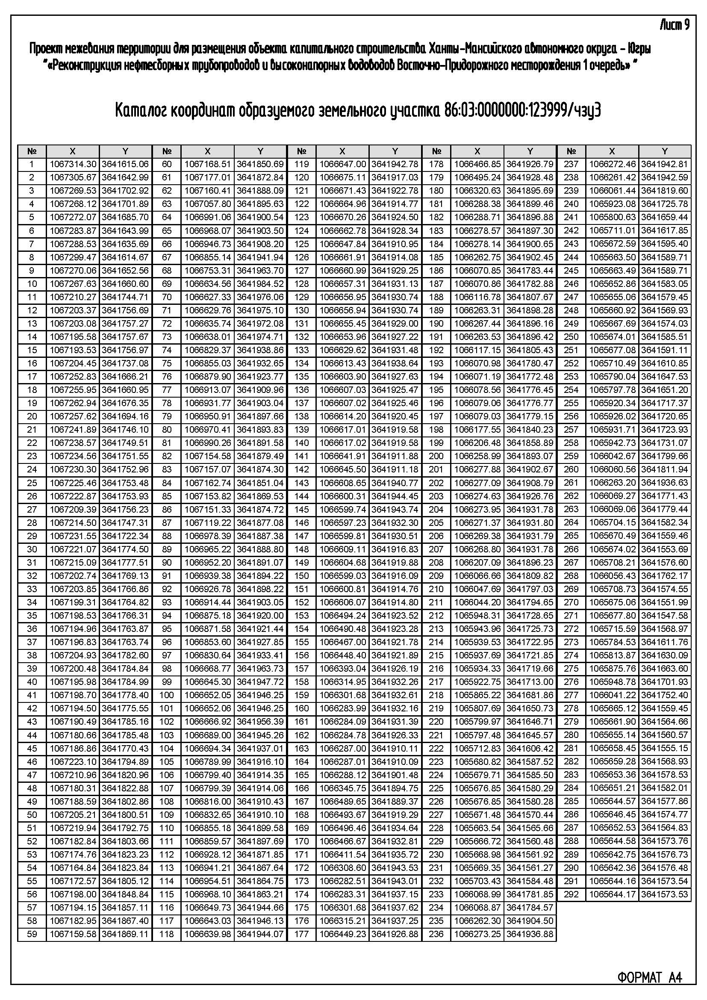 Лист 9
Проект межевания территории для размещения объекта капитального строительства Ханты-Мансийского автономного округа - Югры
"«Реконструкция нефтесборных трубопроводов и высоконапорных водоводов Восточно-Придорожного месторождения 1 очередь» "
Каталог координат образуемого земельного участка 86:03:0000000:123999/чзу3
№ X Y № X Y № X Y № X Y № X Y
1 1067314.30 3641615.06 60 1067168.51 3641850.69 119 1066647.00 3641942.78 178 1066466.85 3641926.79 237 1066272.46 3641942.81
2 1067305.67 3641642.99 61 1067177.01 3641872.84 120 1066675.11 3641917.03 179 1066495.24 3641928.48 238 1066261.42 3641942.59
3 1067269.53 3641702.92 62 1067160.41 3641888.09 121 1066671.43 3641922.78 180 1066320.63 3641895.69 239 1066061.44 3641819.60
4 1067268.12 3641701.89 63 1067057.80 3641895.63 122 1066664.96 3641914.77 181 1066288.38 3641899.46 240 1065923.08 3641725.78
5 1067272.07 3641685.70 64 1066991.06 3641900.54 123 1066670.26 3641924.50 182 1066288.71 3641896.88 241 1065800.63 3641659.44
6 1067283.87 3641643.99 65 1066968.07 3641903.50 124 1066662.78 3641928.34 183 1066278.57 3641897.30 242 1065711.01 3641617.85
7 1067288.53 3641635.69 66 1066946.73 3641908.20 125 1066647.84 3641910.95 184 1066278.14 3641900.65 243 1065672.59 3641595.40
8 1067299.47 3641614.67 67 1066855.14 3641941.94 126 1066661.91 3641914.08 185 1066262.75 3641902.45 244 1065663.50 3641589.71
9 1067270.06 3641652.56 68 1066753.31 3641963.70 127 1066660.99 3641929.25 186 1066070.85 3641783.44 245 1065663.49 3641589.71
10 1067267.63 3641660.60 69 1066634.56 3641984.52 128 1066657.31 3641931.13 187 1066070.86 3641782.88 246 1065652.86 3641583.05
11 1067210.27 3641744.71 70 1066627.33 3641976.06 129 1066656.95 3641930.74 188 1066116.78 3641807.67 247 1065655.06 3641579.45
12 1067203.37 3641756.69 71 1066629.76 3641975.10 130 1066656.94 3641930.74 189 1066263.31 3641898.28 248 1065660.92 3641569.93
13 1067203.08 3641757.27 72 1066635.74 3641972.08 131 1066655.45 3641929.00 190 1066267.44 3641896.16 249 1065667.69 3641574.03
14 1067195.58 3641757.67 73 1066638.01 3641974.71 132 1066653.96 3641927.22 191 1066263.53 3641896.42 250 1065674.01 3641585.51
15 1067193.53 3641756.97 74 1066829.37 3641938.86 133 1066629.62 3641931.48 192 1066117.15 3641805.43 251 1065677.08 3641591.11
16 1067204.45 3641737.08 75 1066855.03 3641932.65 134 1066613.43 3641938.64 193 1066070.98 3641780.47 252 1065710.49 3641610.85
17 1067252.83 3641666.21 76 1066879.90 3641923.77 135 1066603.90 3641927.63 194 1066071.19 3641772.48 253 1065790.04 3641647.53
18 1067255.95 3641660.95 77 1066913.07 3641909.96 136 1066607.03 3641925.47 195 1066078.56 3641776.45 254 1065797.78 3641651.20
19 1067262.94 3641676.35 78 1066931.77 3641903.04 137 1066607.02 3641925.46 196 1066079.06 3641776.77 255 1065920.34 3641717.37
20 1067257.62 3641694.16 79 1066950.91 3641897.66 138 1066614.20 3641920.45 197 1066079.03 3641779.15 256 1065926.02 3641720.65
21 1067241.89 3641746.10 80 1066970.41 3641893.83 139 1066617.01 3641919.58 198 1066177.55 3641840.23 257 1065931.71 3641723.93
22 1067238.57 3641749.51 81 1066990.26 3641891.58 140 1066617.02 3641919.58 199 1066206.48 3641858.89 258 1065942.73 3641731.07
23 1067234.56 3641751.55 82 1067154.58 3641879.49 141 1066641.91 3641911.88 200 1066258.99 3641893.07 259 1066042.67 3641799.66
24 1067230.30 3641752.96 83 1067157.07 3641874.30 142 1066645.50 3641911.18 201 1066277.88 3641902.67 260 1066060.56 3641811.94
25 1067225.46 3641753.48 84 1067162.74 3641851.04 143 1066608.65 3641940.77 202 1066277.09 3641908.79 261 1066263.20 3641936.63
26 1067222.87 3641753.93 85 1067153.82 3641869.53 144 1066600.31 3641944.45 203 1066274.63 3641926.76 262 1066069.27 3641771.43
27 1067209.39 3641756.23 86 1067151.33 3641874.72 145 1066599.74 3641943.74 204 1066273.95 3641931.78 263 1066069.06 3641779.44
28 1067214.50 3641747.31 87 1067119.22 3641877.08 146 1066597.23 3641932.30 205 1066271.37 3641931.80 264 1065704.15 3641582.34
29 1067231.55 3641722.34 88 1066978.39 3641887.38 147 1066599.81 3641930.51 206 1066269.38 3641931.79 265 1065670.49 3641559.46
30 1067221.07 3641774.50 89 1066965.22 3641888.80 148 1066609.11 3641916.83 207 1066268.80 3641931.78 266 1065674.02 3641553.69
31 1067215.09 3641777.51 90 1066952.20 3641891.07 149 1066604.68 3641919.88 208 1066207.09 3641896.23 267 1065708.21 3641576.60
32 1067202.74 3641769.13 91 1066939.38 3641894.22 150 1066599.03 3641916.09 209 1066066.66 3641809.82 268 1066056.43 3641762.17
33 1067203.85 3641766.86 92 1066926.78 3641898.22 151 1066600.81 3641914.76 210 1066047.69 3641797.03 269 1065708.73 3641574.55
34 1067199.31 3641764.82 93 1066914.44 3641903.05 152 1066606.07 3641914.80 211 1066044.20 3641794.65 270 1065675.06 3641551.99
35 1067198.53 3641766.31 94 1066875.18 3641920.00 153 1066494.24 3641923.52 212 1065948.31 3641728.65 271 1065677.80 3641547.58
36 1067194.96 3641763.87 95 1066871.58 3641921.44 154 1066490.48 3641923.28 213 1065943.96 3641725.73 272 1065715.59 3641568.97
37 1067196.83 3641763.74 96 1066853.60 3641927.85 155 1066467.00 3641921.78 214 1065939.53 3641722.95 273 1065784.53 3641611.76
38 1067204.93 3641782.60 97 1066830.64 3641933.41 156 1066448.40 3641921.89 215 1065937.69 3641721.85 274 1065813.87 3641630.09
39 1067200.48 3641784.84 98 1066668.77 3641963.73 157 1066393.04 3641926.19 216 1065934.33 3641719.66 275 1065875.76 3641663.60
40 1067195.98 3641784.99 99 1066645.30 3641947.72 158 1066314.95 3641932.26 217 1065922.75 3641713.00 276 1065948.78 3641701.93
41 1067198.70 3641778.40 100 1066652.05 3641946.25 159 1066301.68 3641932.61 218 1065865.22 3641681.86 277 1066041.22 3641752.40
42 1067194.50 3641775.55 101 1066652.06 3641946.25 160 1066283.99 3641932.16 219 1065807.69 3641650.73 278 1065665.12 3641559.45
43 1067190.49 3641785.16 102 1066666.92 3641956.39 161 1066284.09 3641931.39 220 1065799.97 3641646.71 279 1065661.90 3641564.66
44 1067180.66 3641785.48 103 1066689.00 3641945.26 162 1066284.78 3641926.33 221 1065797.48 3641645.57 280 1065655.14 3641560.57
45 1067186.86 3641770.43 104 1066694.34 3641937.01 163 1066287.00 3641910.11 222 1065712.83 3641606.42 281 1065658.45 3641555.15
46 1067223.10 3641794.89 105 1066789.99 3641916.10 164 1066287.01 3641910.09 223 1065680.82 3641587.52 282 1065659.28 3641568.93
47 1067210.96 3641820.96 106 1066799.40 3641914.35 165 1066288.12 3641901.48 224 1065679.71 3641585.50 283 1065653.36 3641578.53
48 1067180.31 3641822.88 107 1066799.39 3641914.06 166 1066345.75 3641894.75 225 1065676.85 3641580.29 284 1065651.21 3641582.01
49 1067188.59 3641802.86 108 1066816.00 3641910.43 167 1066489.65 3641889.37 226 1065676.85 3641580.28 285 1065644.57 3641577.86
50 1067205.21 3641800.51 109 1066832.65 3641910.10 168 1066493.67 3641919.29 227 1065671.48 3641570.44 286 1065646.45 3641574.77
51 1067219.94 3641792.75 110 1066855.18 3641899.58 169 1066496.46 3641934.64 228 1065663.54 3641565.66 287 1065652.53 3641564.83
52 1067182.84 3641803.66 111 1066859.57 3641897.69 170 1066466.67 3641932.81 229 1065666.72 3641560.48 288 1065644.58 3641573.76
53 1067174.76 3641823.23 112 1066928.12 3641871.85 171 1066411.54 3641935.72 230 1065668.98 3641561.92 289 1065642.75 3641576.73
54 1067164.84 3641823.84 113 1066941.21 3641867.64 172 1066308.60 3641943.53 231 1065669.35 3641561.27 290 1065642.36 3641576.48
55 1067172.57 3641805.12 114 1066954.51 3641864.75 173 1066282.51 3641943.01 232 1065703.43 3641584.48 291 1065644.16 3641573.54
56 1067198.00 3641848.84 115 1066968.10 3641863.21 174 1066283.31 3641937.15 233 1066068.99 3641781.85 292 1065644.17 3641573.53
57 1067194.15 3641857.11 116 1066649.73 3641944.66 175 1066301.68 3641937.62 234 1066068.87 3641784.57
58 1067182.95 3641867.40 117 1066643.03 3641946.13 176 1066315.21 3641937.25 235 1066262.30 3641904.50
59 1067159.58 3641869.11 118 1066639.98 3641944.07 177 1066449.23 3641926.88 236 1066273.25 3641936.88
ФОРМАТ А4